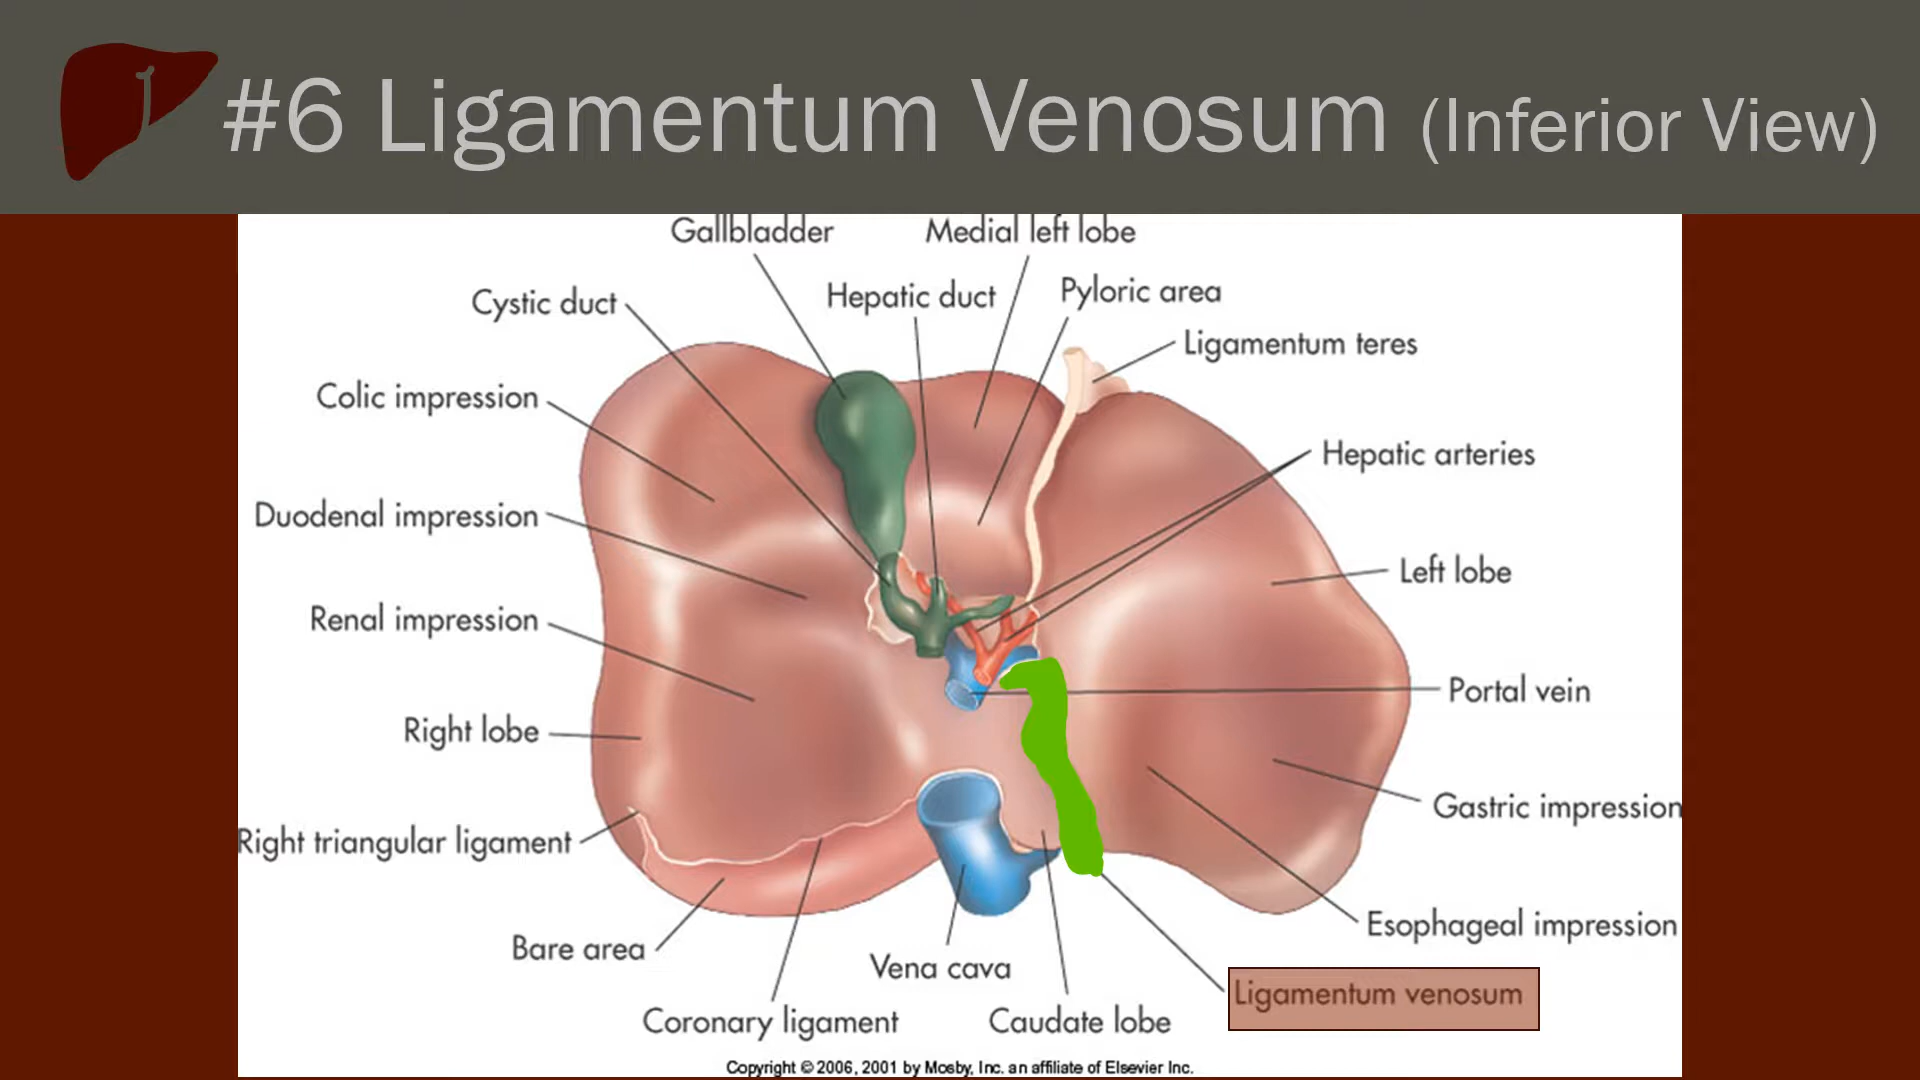 #6 Ligamentum Venosum (Inferior View)
Gallbladder
Medial left lobe
Cystic duct
Hepatic duct
Pyloric area
Ligamentum teres
Colic impression
Hepatic arteries
Duodenal impression
Left lobe
Renal impression
Portal vein
Right lobe
Gastric impression
Right triangular ligament
Esophageal impression
Bare area
Vena cava
Ligamentum venosum
Coronary ligament
Caudate lobe
Copyright © 2006, 2001 by Mosby, Inc. an affiliate of Elsevier Inc.